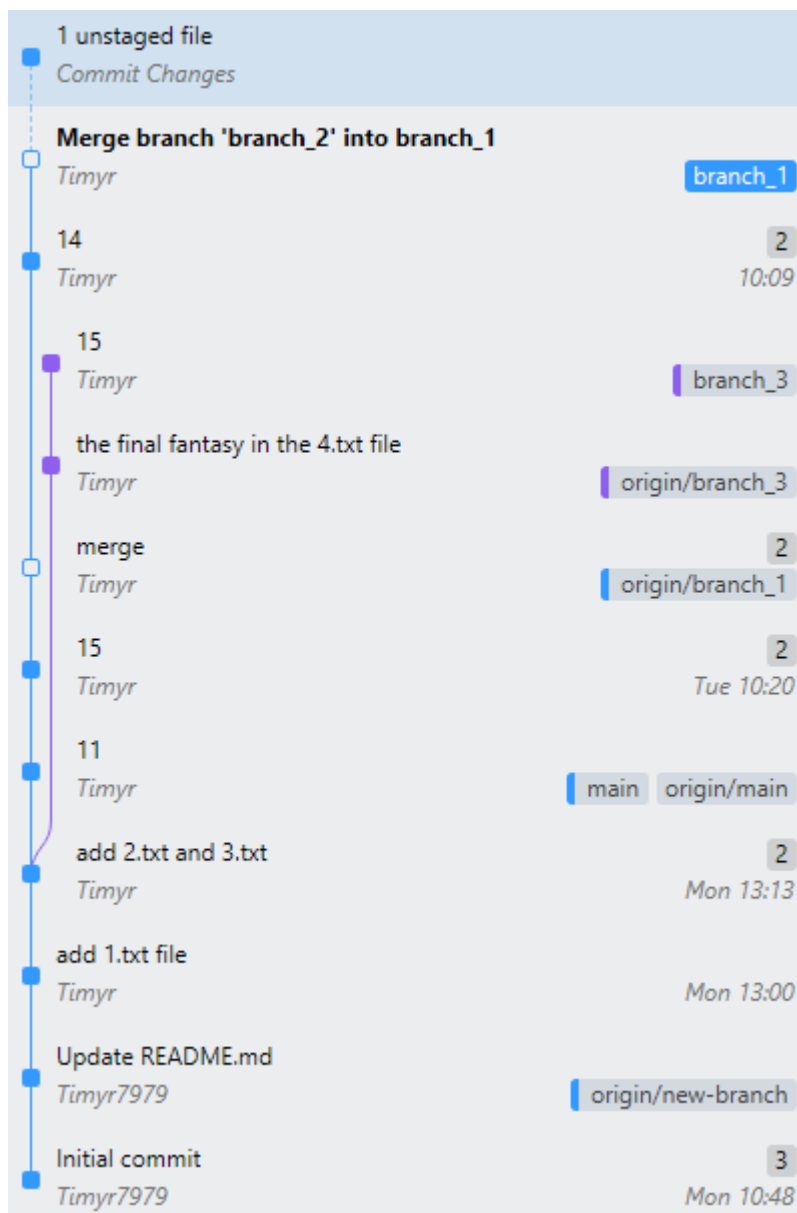 1 unstaged file
Commit Changes
Merge branch 'branch_2' into branch_1
Timyr branch_1
14 2
Timyr 10:09
15
Timyr branch_3
the final fantasy in the 4.txt file
Timyr origin/branch_3
merge 2
Timyr origin/branch_1
15 2
Timyr Tue 10:20
11
Timyr main origin/main
add 2.txt and 3.txt 2
Timyr Mon 13:13
add 1.txt file
Timyr Mon 13:00
Update README.md
Timyr7979 origin/new-branch
Initial commit 3
Timyr7979 Mon 10:48